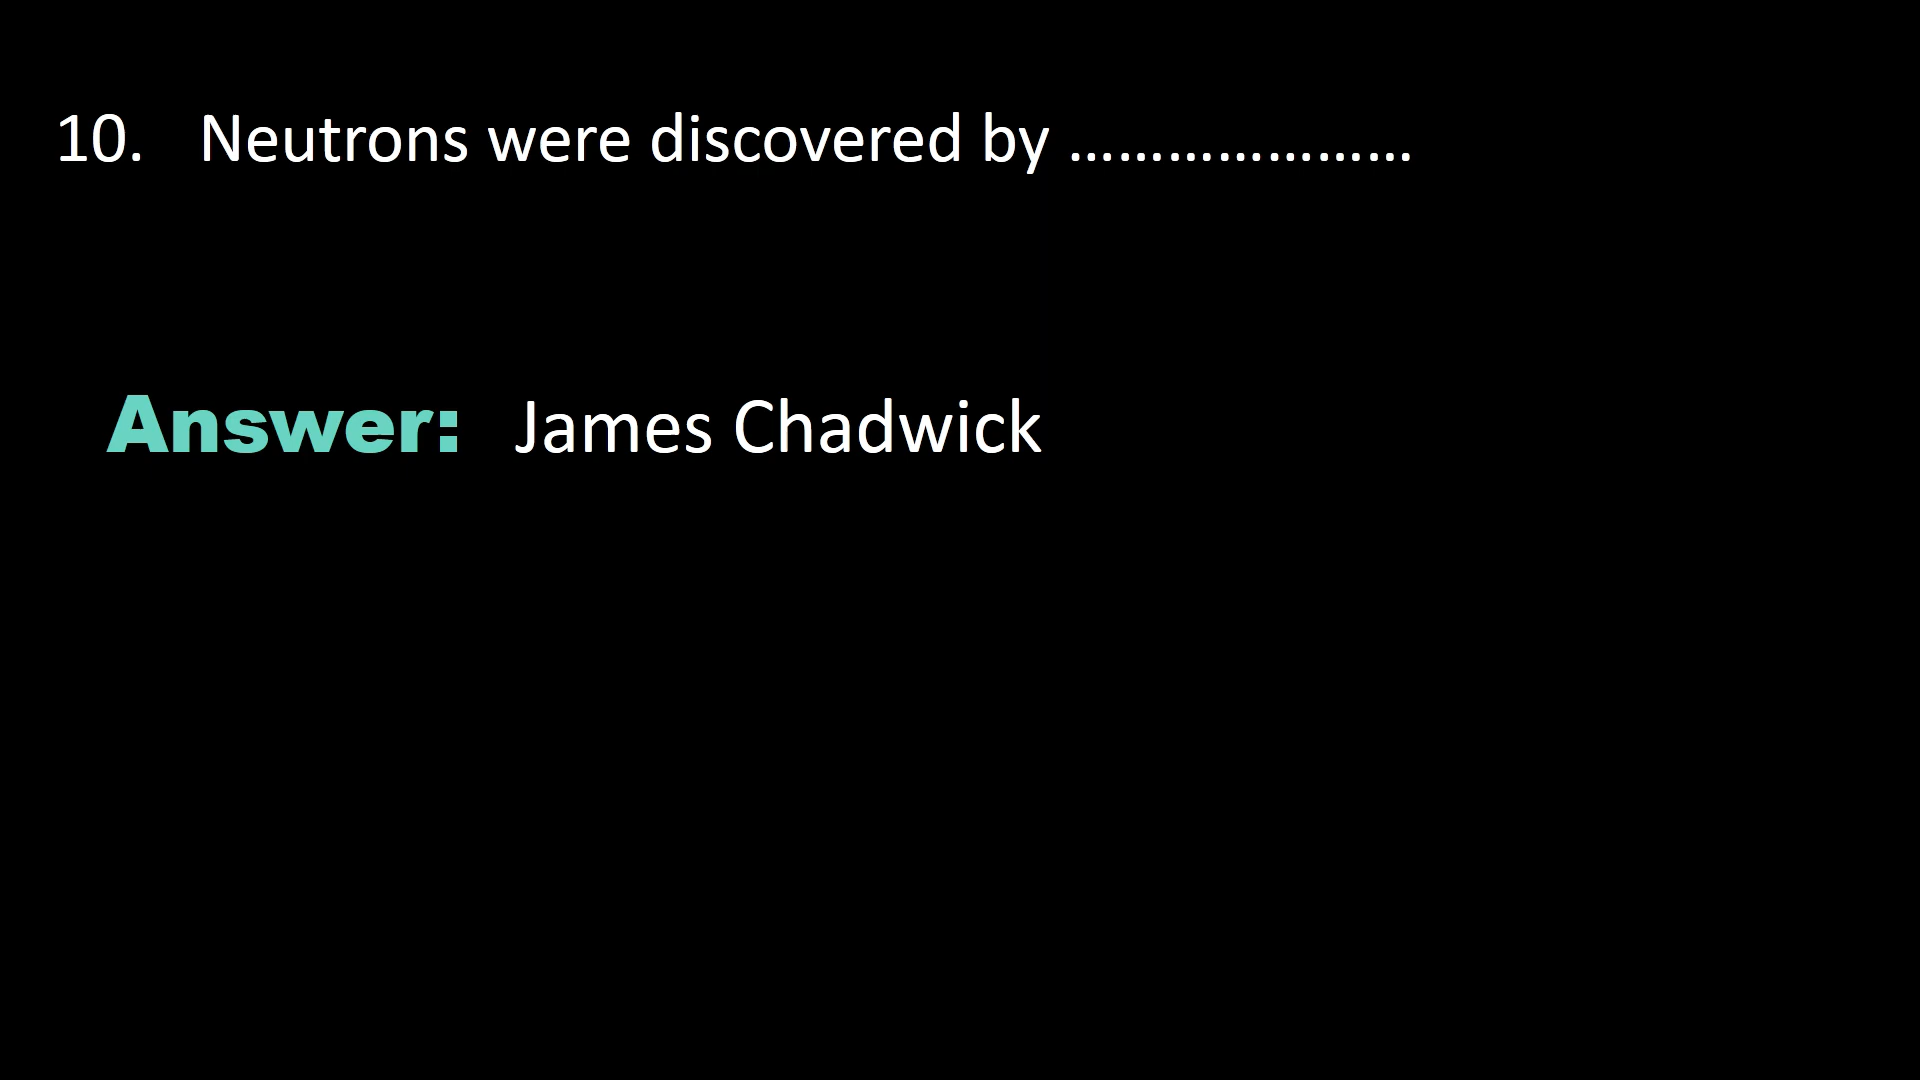 10. Neutrons were discovered by …………………
Answer: James Chadwick